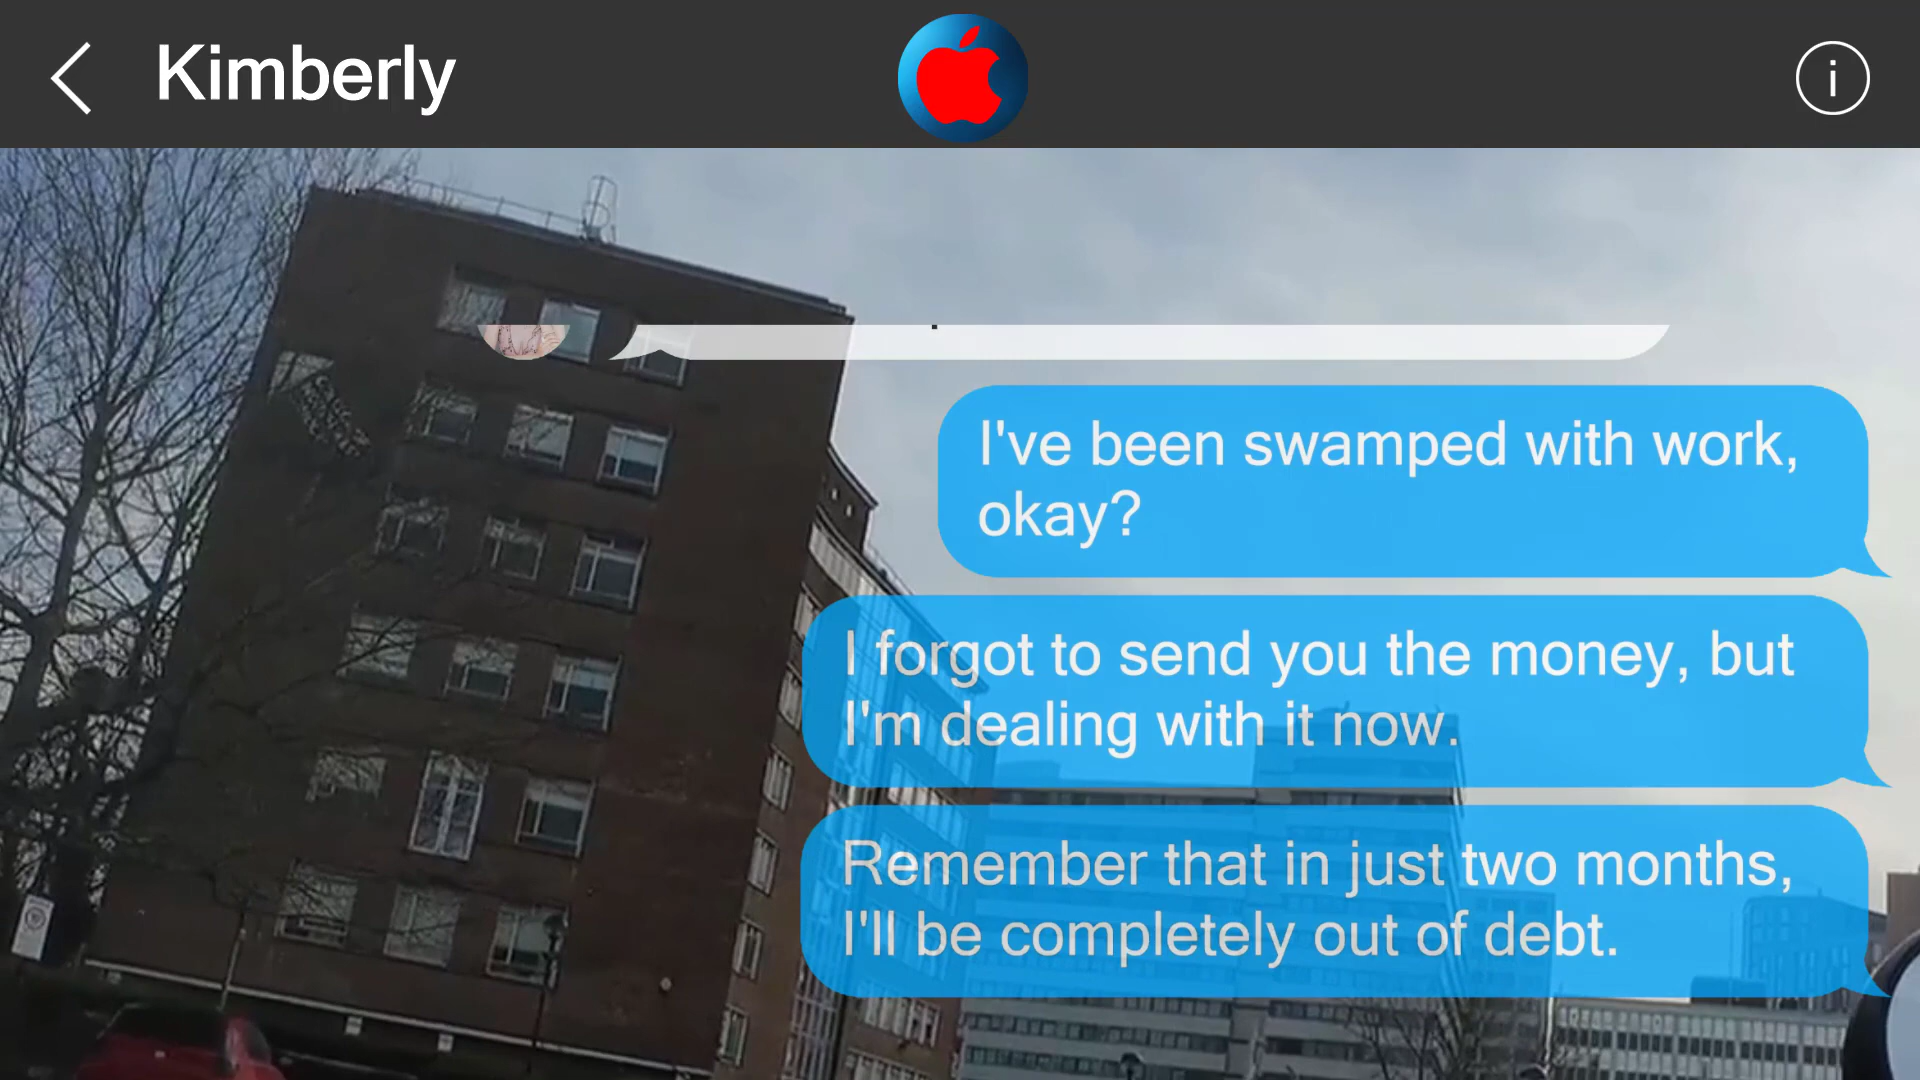 Kimberly
i
I've been swamped with work,
okay?
I forgot to send you the money, but
I'm dealing with it now.
Remember that in just two months,
I'll be completely out of debt.